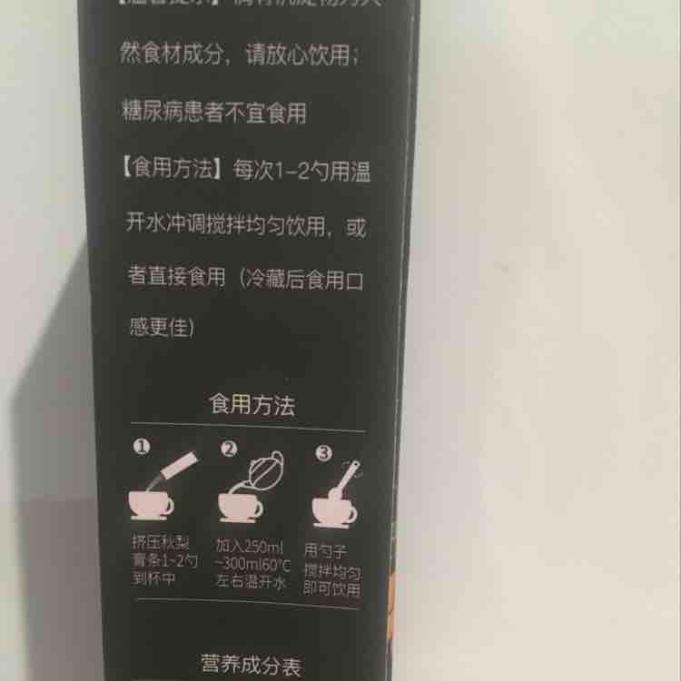 然食材成分，请放心饮用；
糖尿病患者不宜食用
【食用方法】每次1-2勺用温
开水冲调搅拌均匀饮用，或
者直接食用（冷藏后食用口
感更佳）
食用方法
1
2
3
挤压秋梨
膏条1~2勺
到杯中
加入250ml
~300ml60℃
左右温开水
用勺子
搅拌均匀
即可饮用
营养成分表